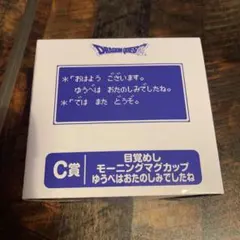 DRAGON QUEST
*「おはよう ございます。
ゆうべは おたのしみでしたね。
*「では また どうぞ。
C賞
目覚めし
モーニングマグカップ
ゆうべはおたのしみでしたね